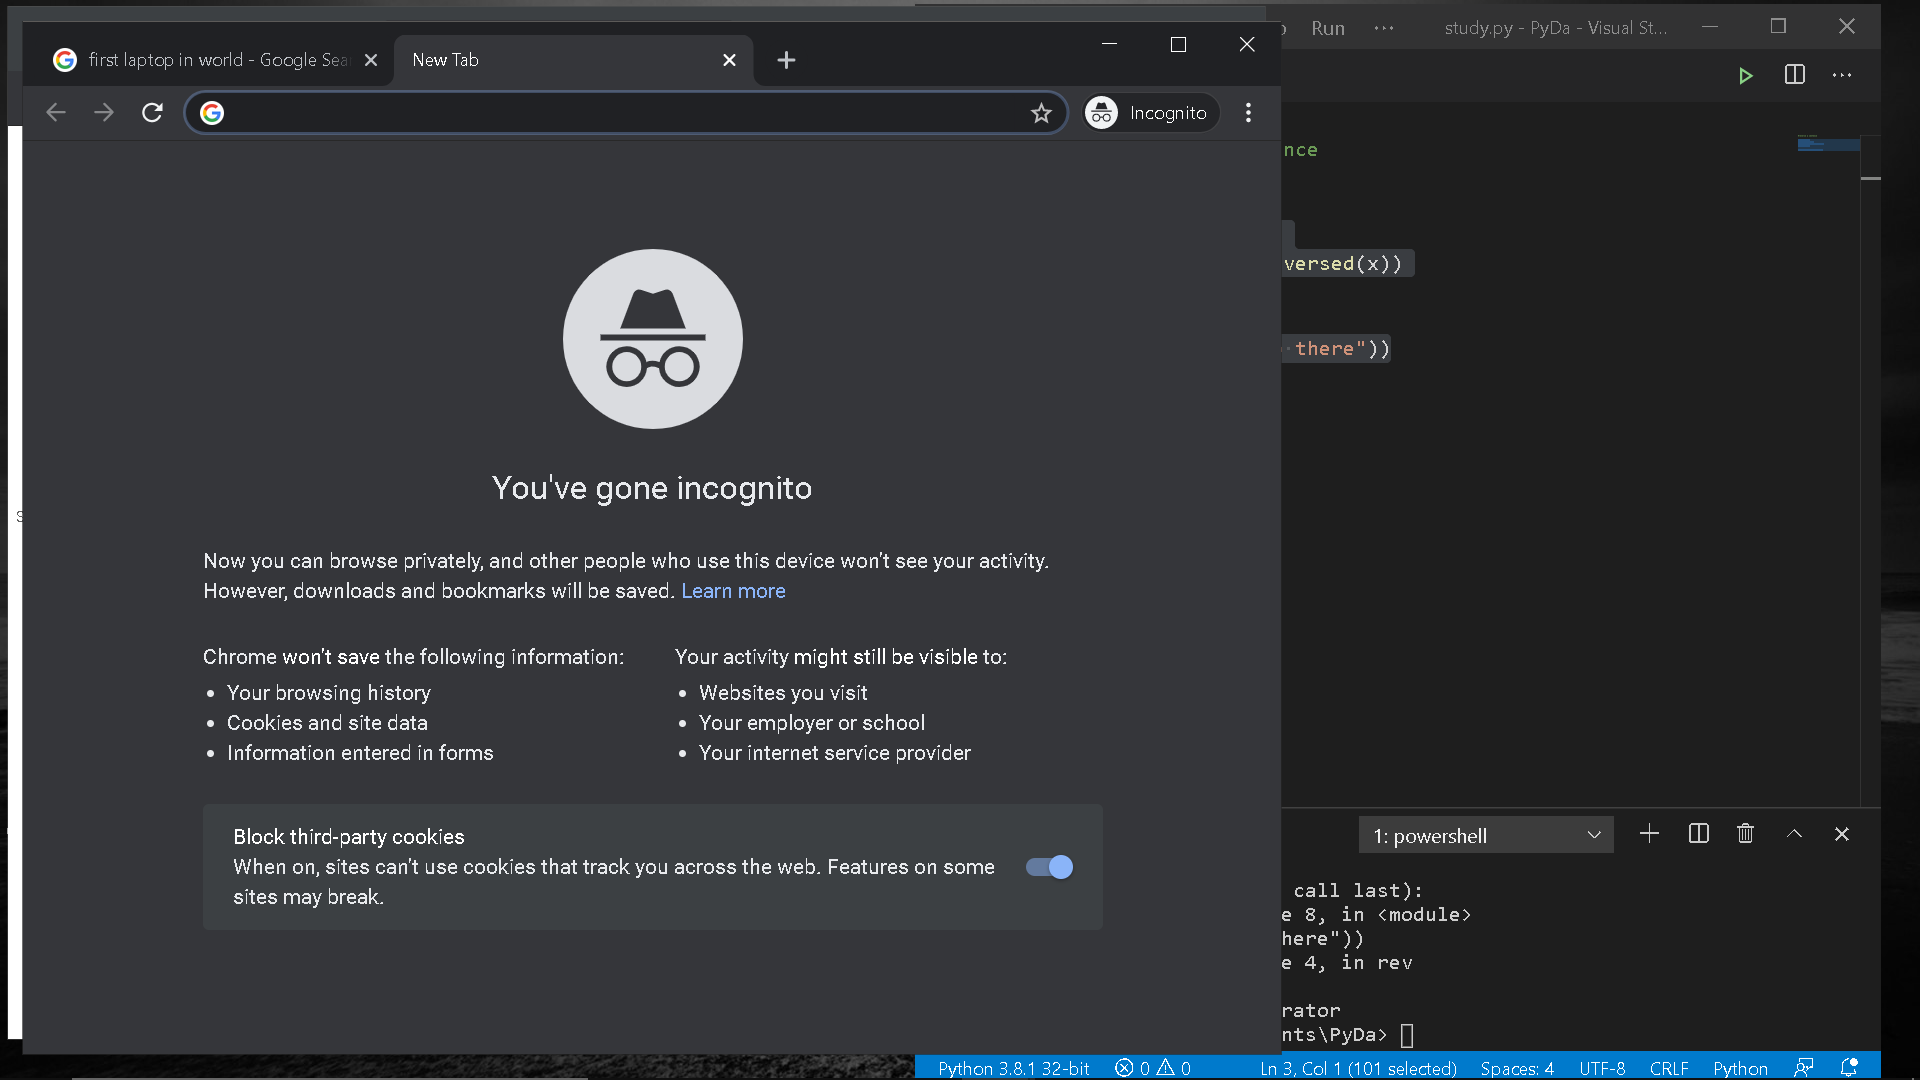 first laptop in world - Google Sea
New Tab
Incognito
You've gone incognito
Now you can browse privately, and other people who use this device won't see your activity.
However, downloads and bookmarks will be saved. Learn more
Chrome won't save the following information:
Your browsing history
Cookies and site data
Information entered in forms
Your activity might still be visible to:
Websites you visit
Your employer or school
Your internet service provider
Block third-party cookies
When on, sites can't use cookies that track you across the web. Features on some
sites may break.
Run ···
study.py - PyDa - Visual St...
nce
versed(x))
there"))
1: powershell
call last):
e 8, in <module>
here"))
e 4, in rev
rator
nts\PyDa>
Python 3.8.1 32-bit 0 0 Ln 3, Col 1 (101 selected) Spaces: 4 UTF-8 CRLF Python